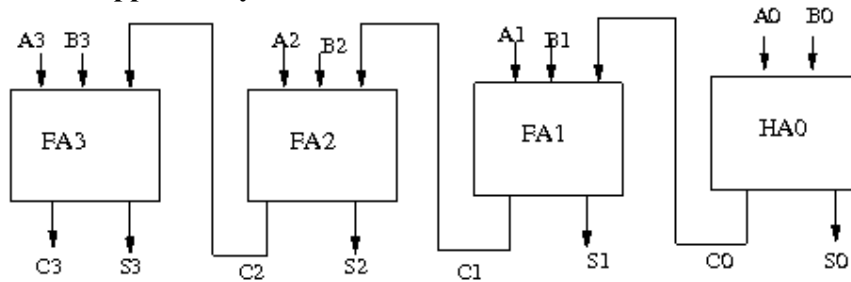 A3 B3 A2 B2 A1 B1 A0 B0
FA3 FA2 FA1 HA0
C3 S3 C2 S2 C1 S1 C0 S0